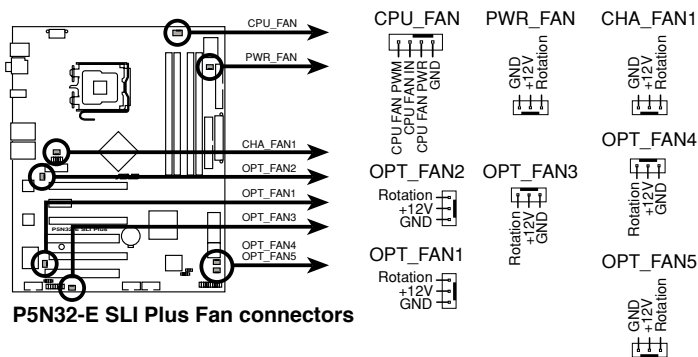 CPU_FAN
PWR_FAN
CHA_FAN1
OPT_FAN2
OPT_FAN1
OPT_FAN3
OPT_FAN4
OPT_FAN5
P5N32-E SLI Plus
P5N32-E SLI Plus Fan connectors
CPU_FAN
CPU FAN PWM
CPU FAN IN
CPU FAN PWR
GND
PWR_FAN
GND
+12V
Rotation
CHA_FAN1
GND
+12V
Rotation
OPT_FAN2
Rotation
+12V
GND
OPT_FAN3
Rotation
+12V
GND
OPT_FAN4
Rotation
+12V
GND
OPT_FAN1
Rotation
+12V
GND
OPT_FAN5
GND
+12V
Rotation